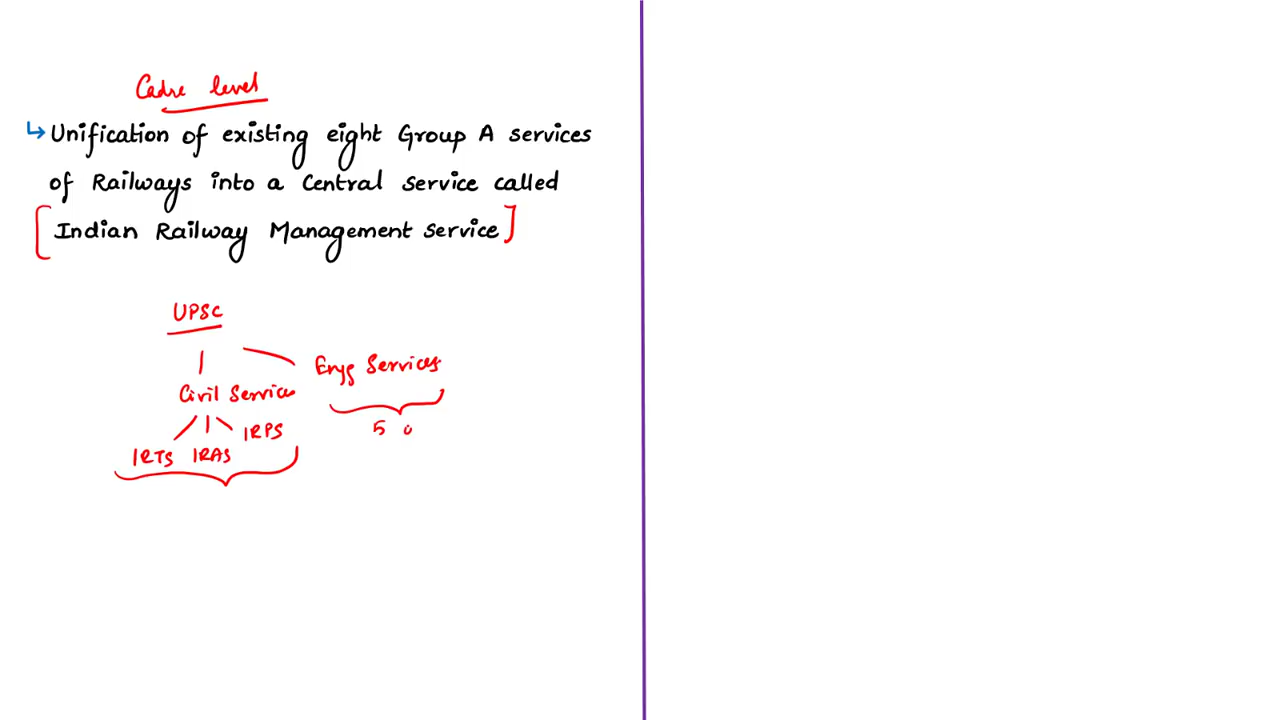 Cadre level
↳ Unification of existing eight Group A services
of Railways into a Central service called
[Indian Railway Management service]
UPSC
Engg Services
Civil Services
5
IRPS
IRTS IRAS